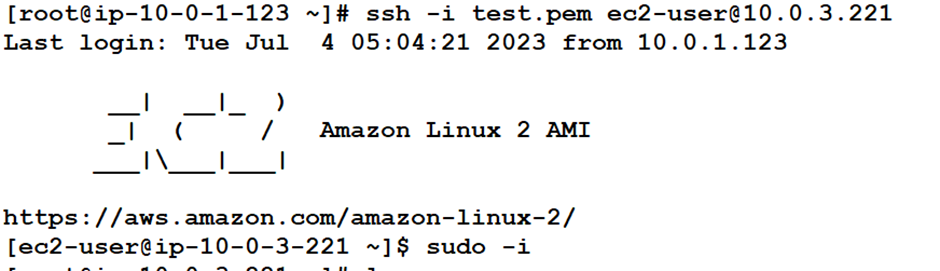 [root@ip-10-0-1-123 ~]# ssh -i test.pem ec2-user@10.0.3.221
Last login: Tue Jul  4 05:04:21 2023 from 10.0.1.123
       __|  __|_  )
       _|  (     /   Amazon Linux 2 AMI
      ___|\___|___|
https://aws.amazon.com/amazon-linux-2/
[ec2-user@ip-10-0-3-221 ~]$ sudo -i